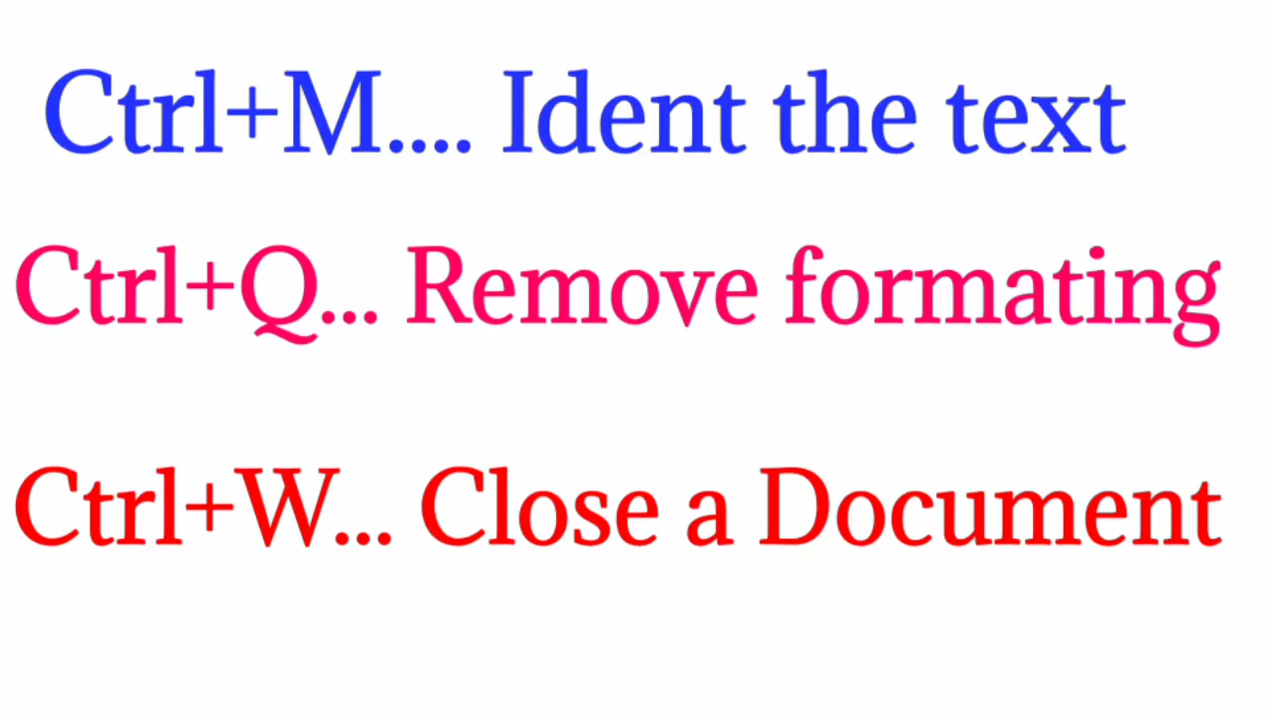 Ctrl+M.... Ident the text
Ctrl+Q... Remove formating
Ctrl+W... Close a Document